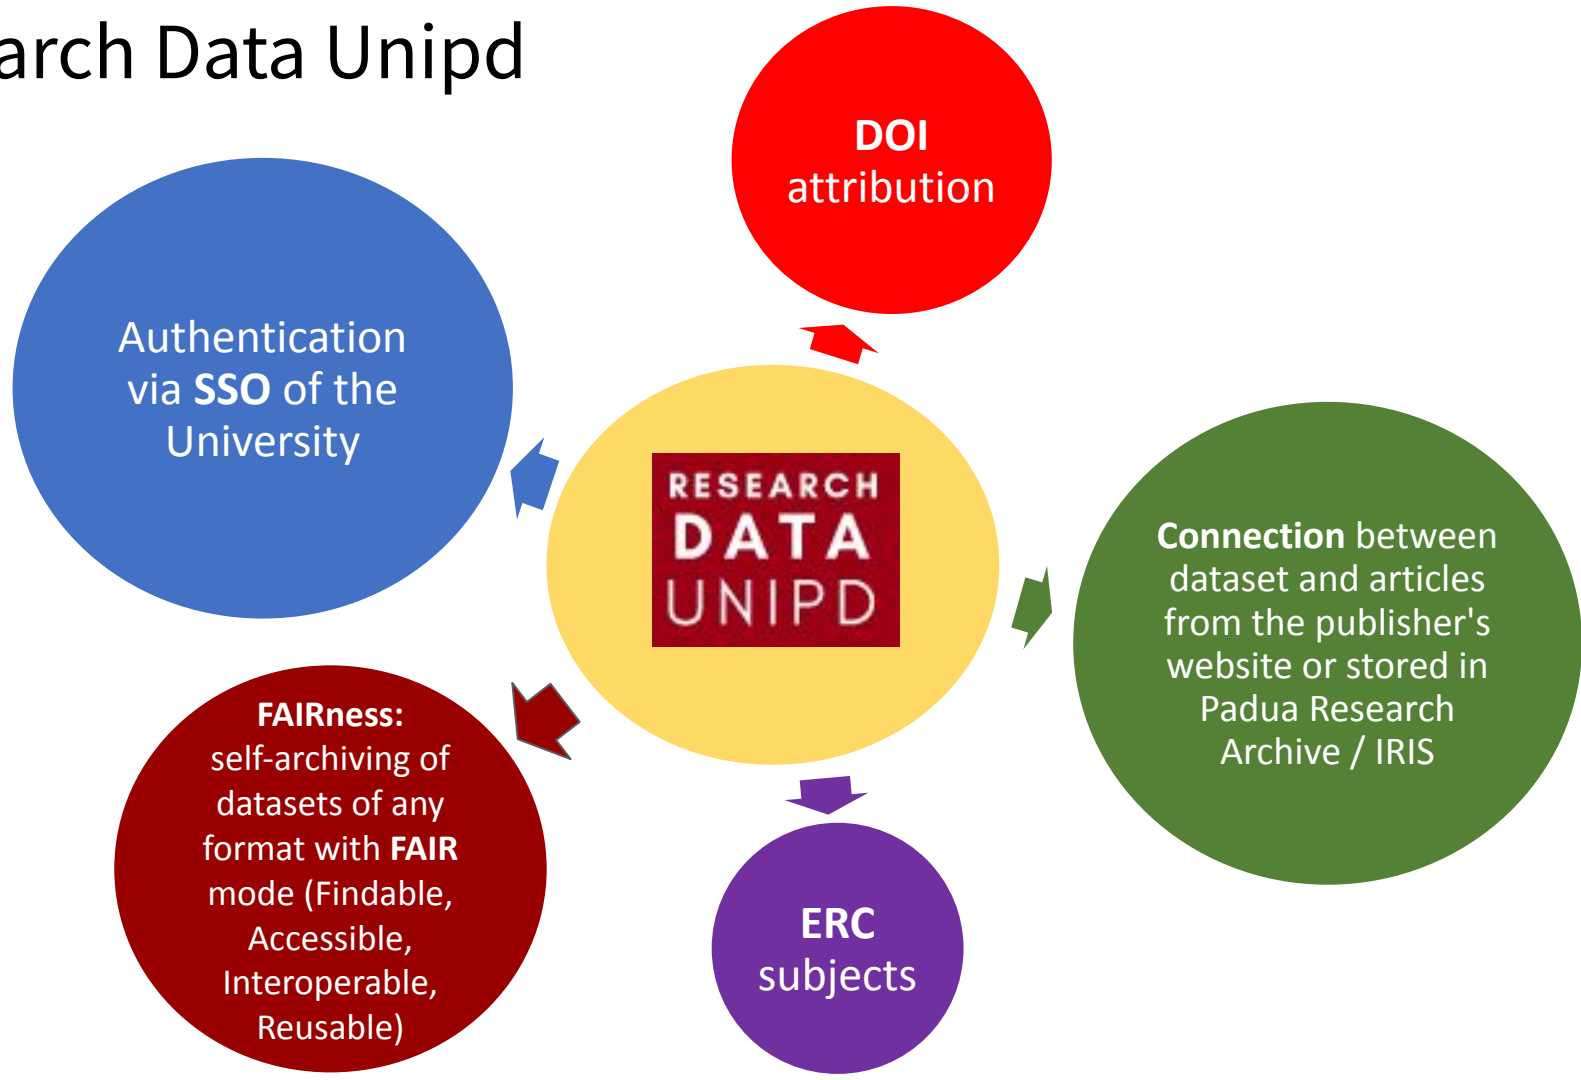 arch Data Unipd
DOI
attribution
Authentication
via SSO of the
University
RESEARCH
DATA
UNIPD
Connection between
dataset and articles
from the publisher's
website or stored in
Padua Research
Archive / IRIS
FAIRness:
self-archiving of
datasets of any
format with FAIR
mode (Findable,
Accessible,
Interoperable,
Reusable)
ERC
subjects